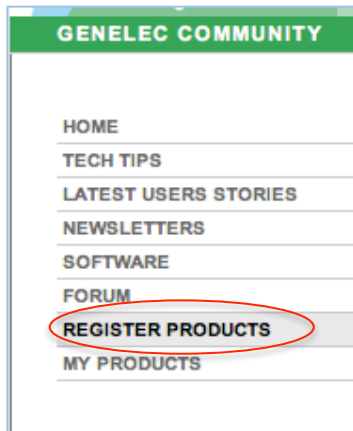 GENELEC COMMUNITY
HOME
TECH TIPS
LATEST USERS STORIES
NEWSLETTERS
SOFTWARE
FORUM
REGISTER PRODUCTS
MY PRODUCTS